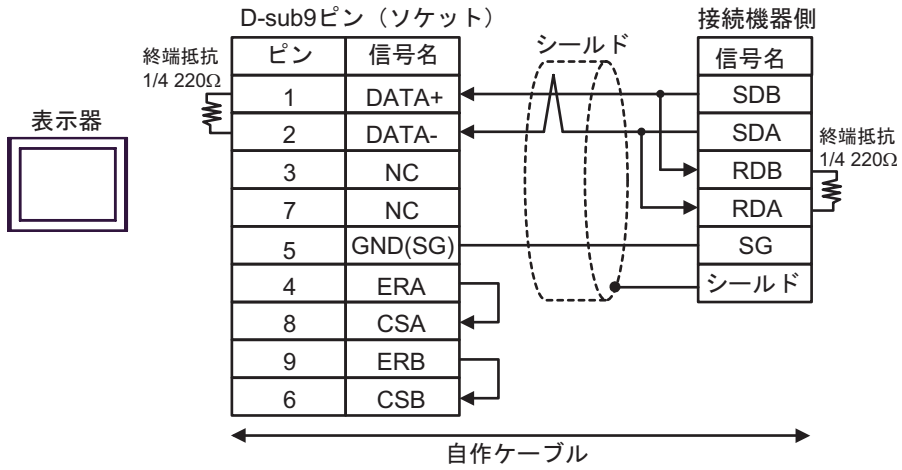 D-sub9ピン（ソケット）
接続機器側
終端抵抗
1/4 220Ω
ピン 信号名
シールド
信号名
1 DATA+
SDB
表示器
2 DATA-
SDA
終端抵抗
1/4 220Ω
3 NC
RDB
7 NC
RDA
5 GND(SG)
SG
4 ERA
シールド
8 CSA
9 ERB
6 CSB
自作ケーブル